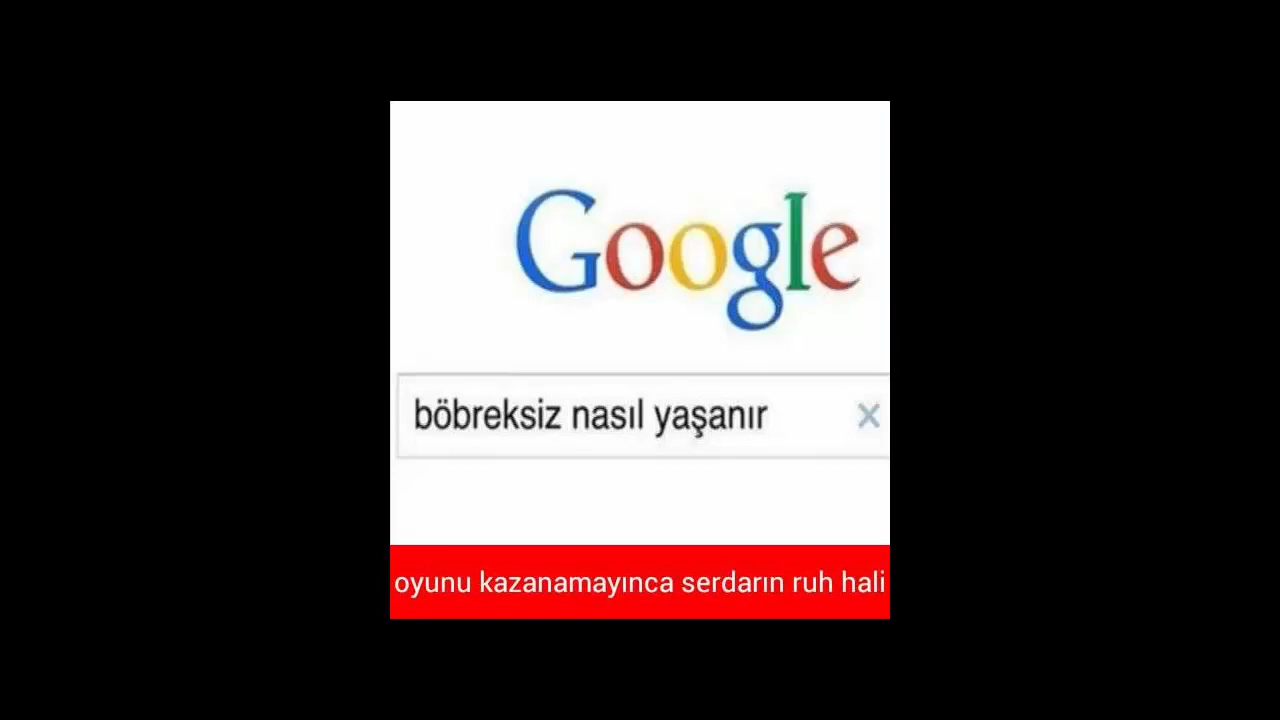 Google
böbreksiz nasıl yaşanır
oyunu kazanamayınca serdarın ruh hali